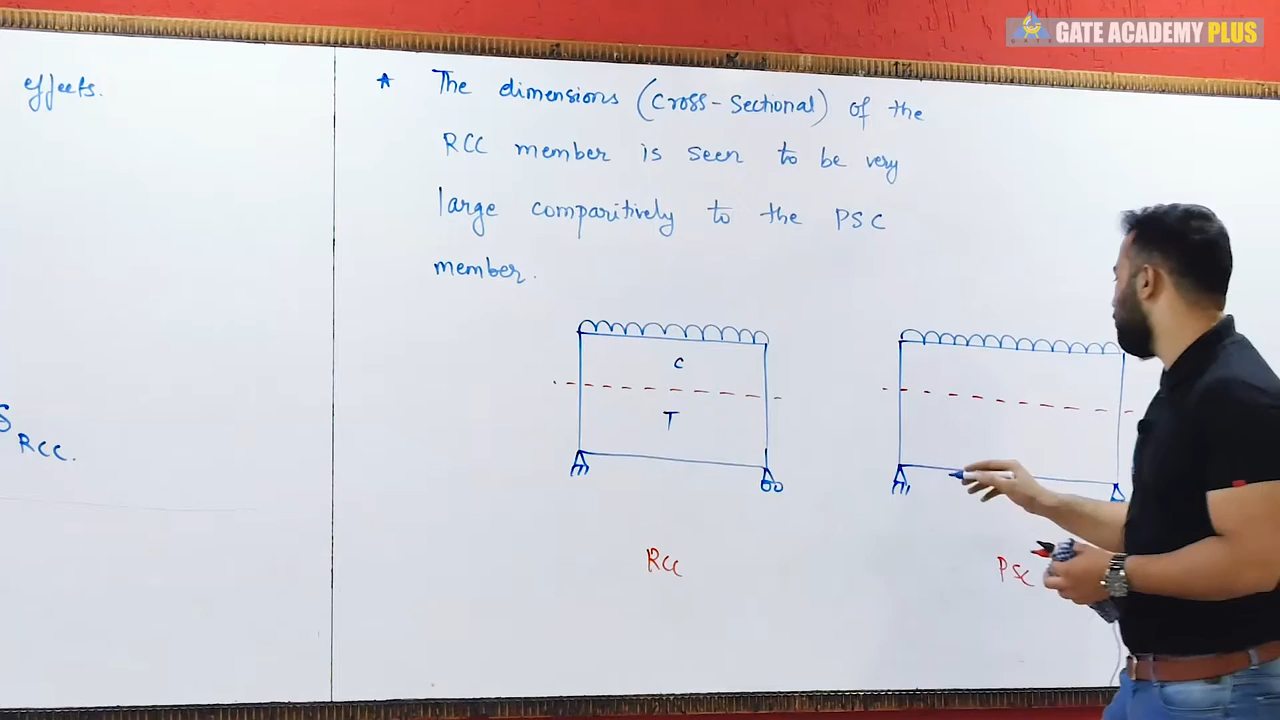 GATE ACADEMY PLUS
effects.
RCC.
* The dimensions (cross-sectional) of the
RCC member is seen to be very
large comparitively to the PSC
member.
C
T
RCC
PSC